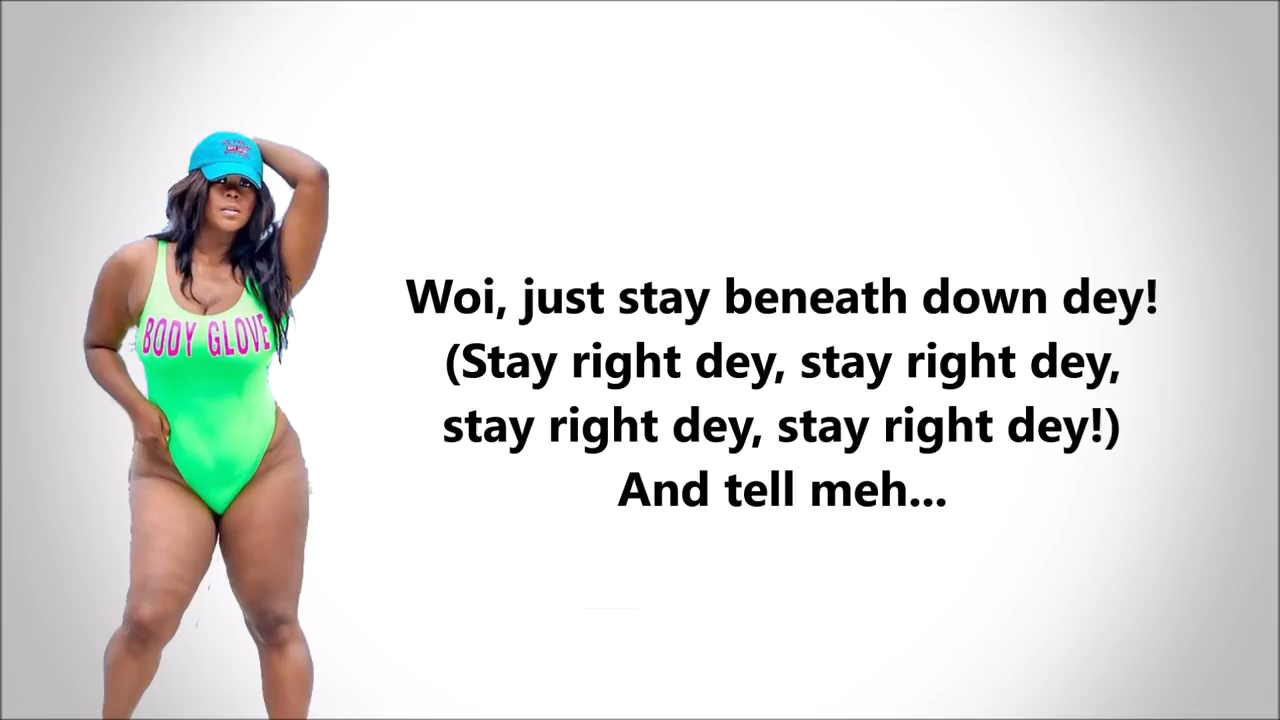 BODY GLOVE
Woi, just stay beneath down dey!
(Stay right dey, stay right dey,
stay right dey, stay right dey!)
And tell meh...